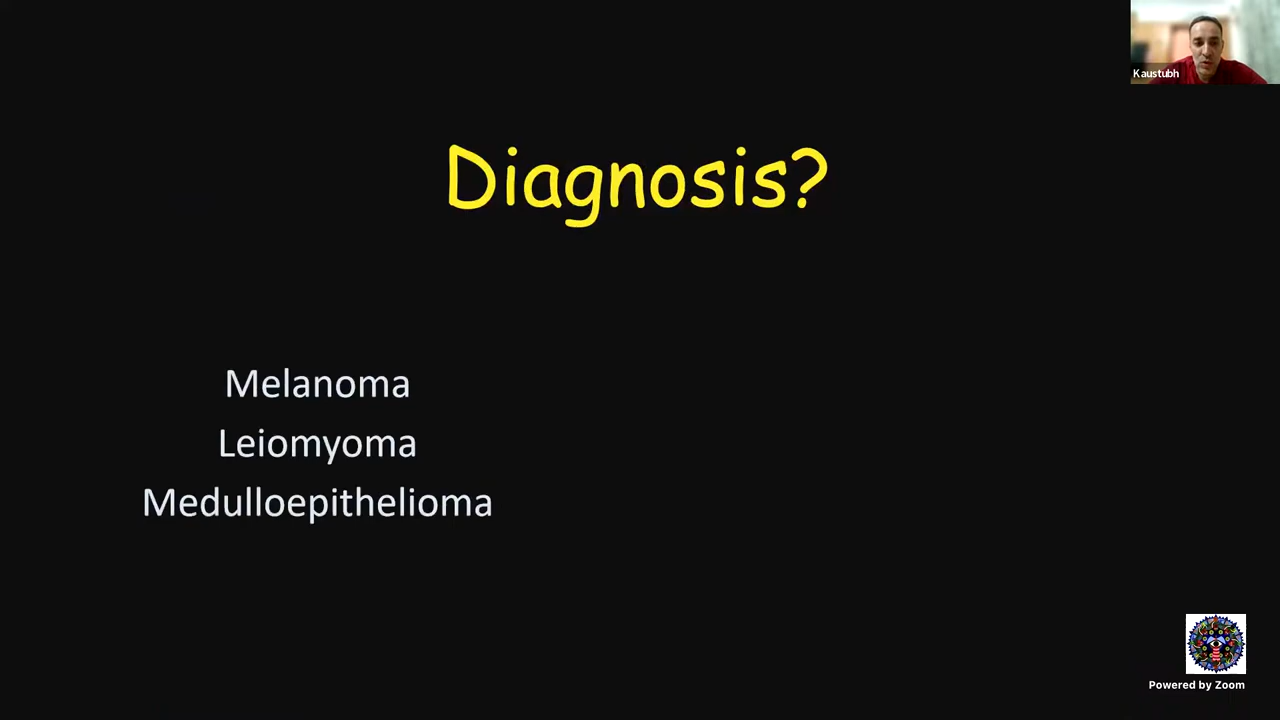 Kaustubh
Diagnosis?
Melanoma
Leiomyoma
Medulloepithelioma
Powered by Zoom